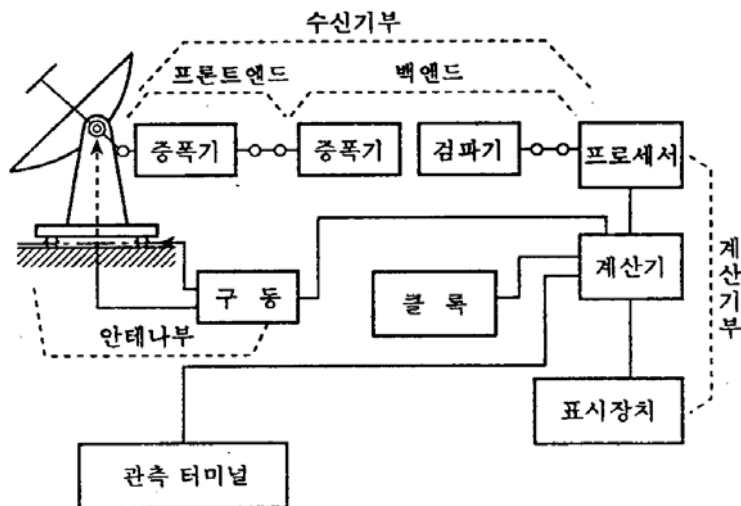 수신기부
프론트엔드
백앤드
증폭기
증폭기
검파기
프로세서
계산기
구 동
클 록
계산기부
안테나부
표시장치
관측 터미널